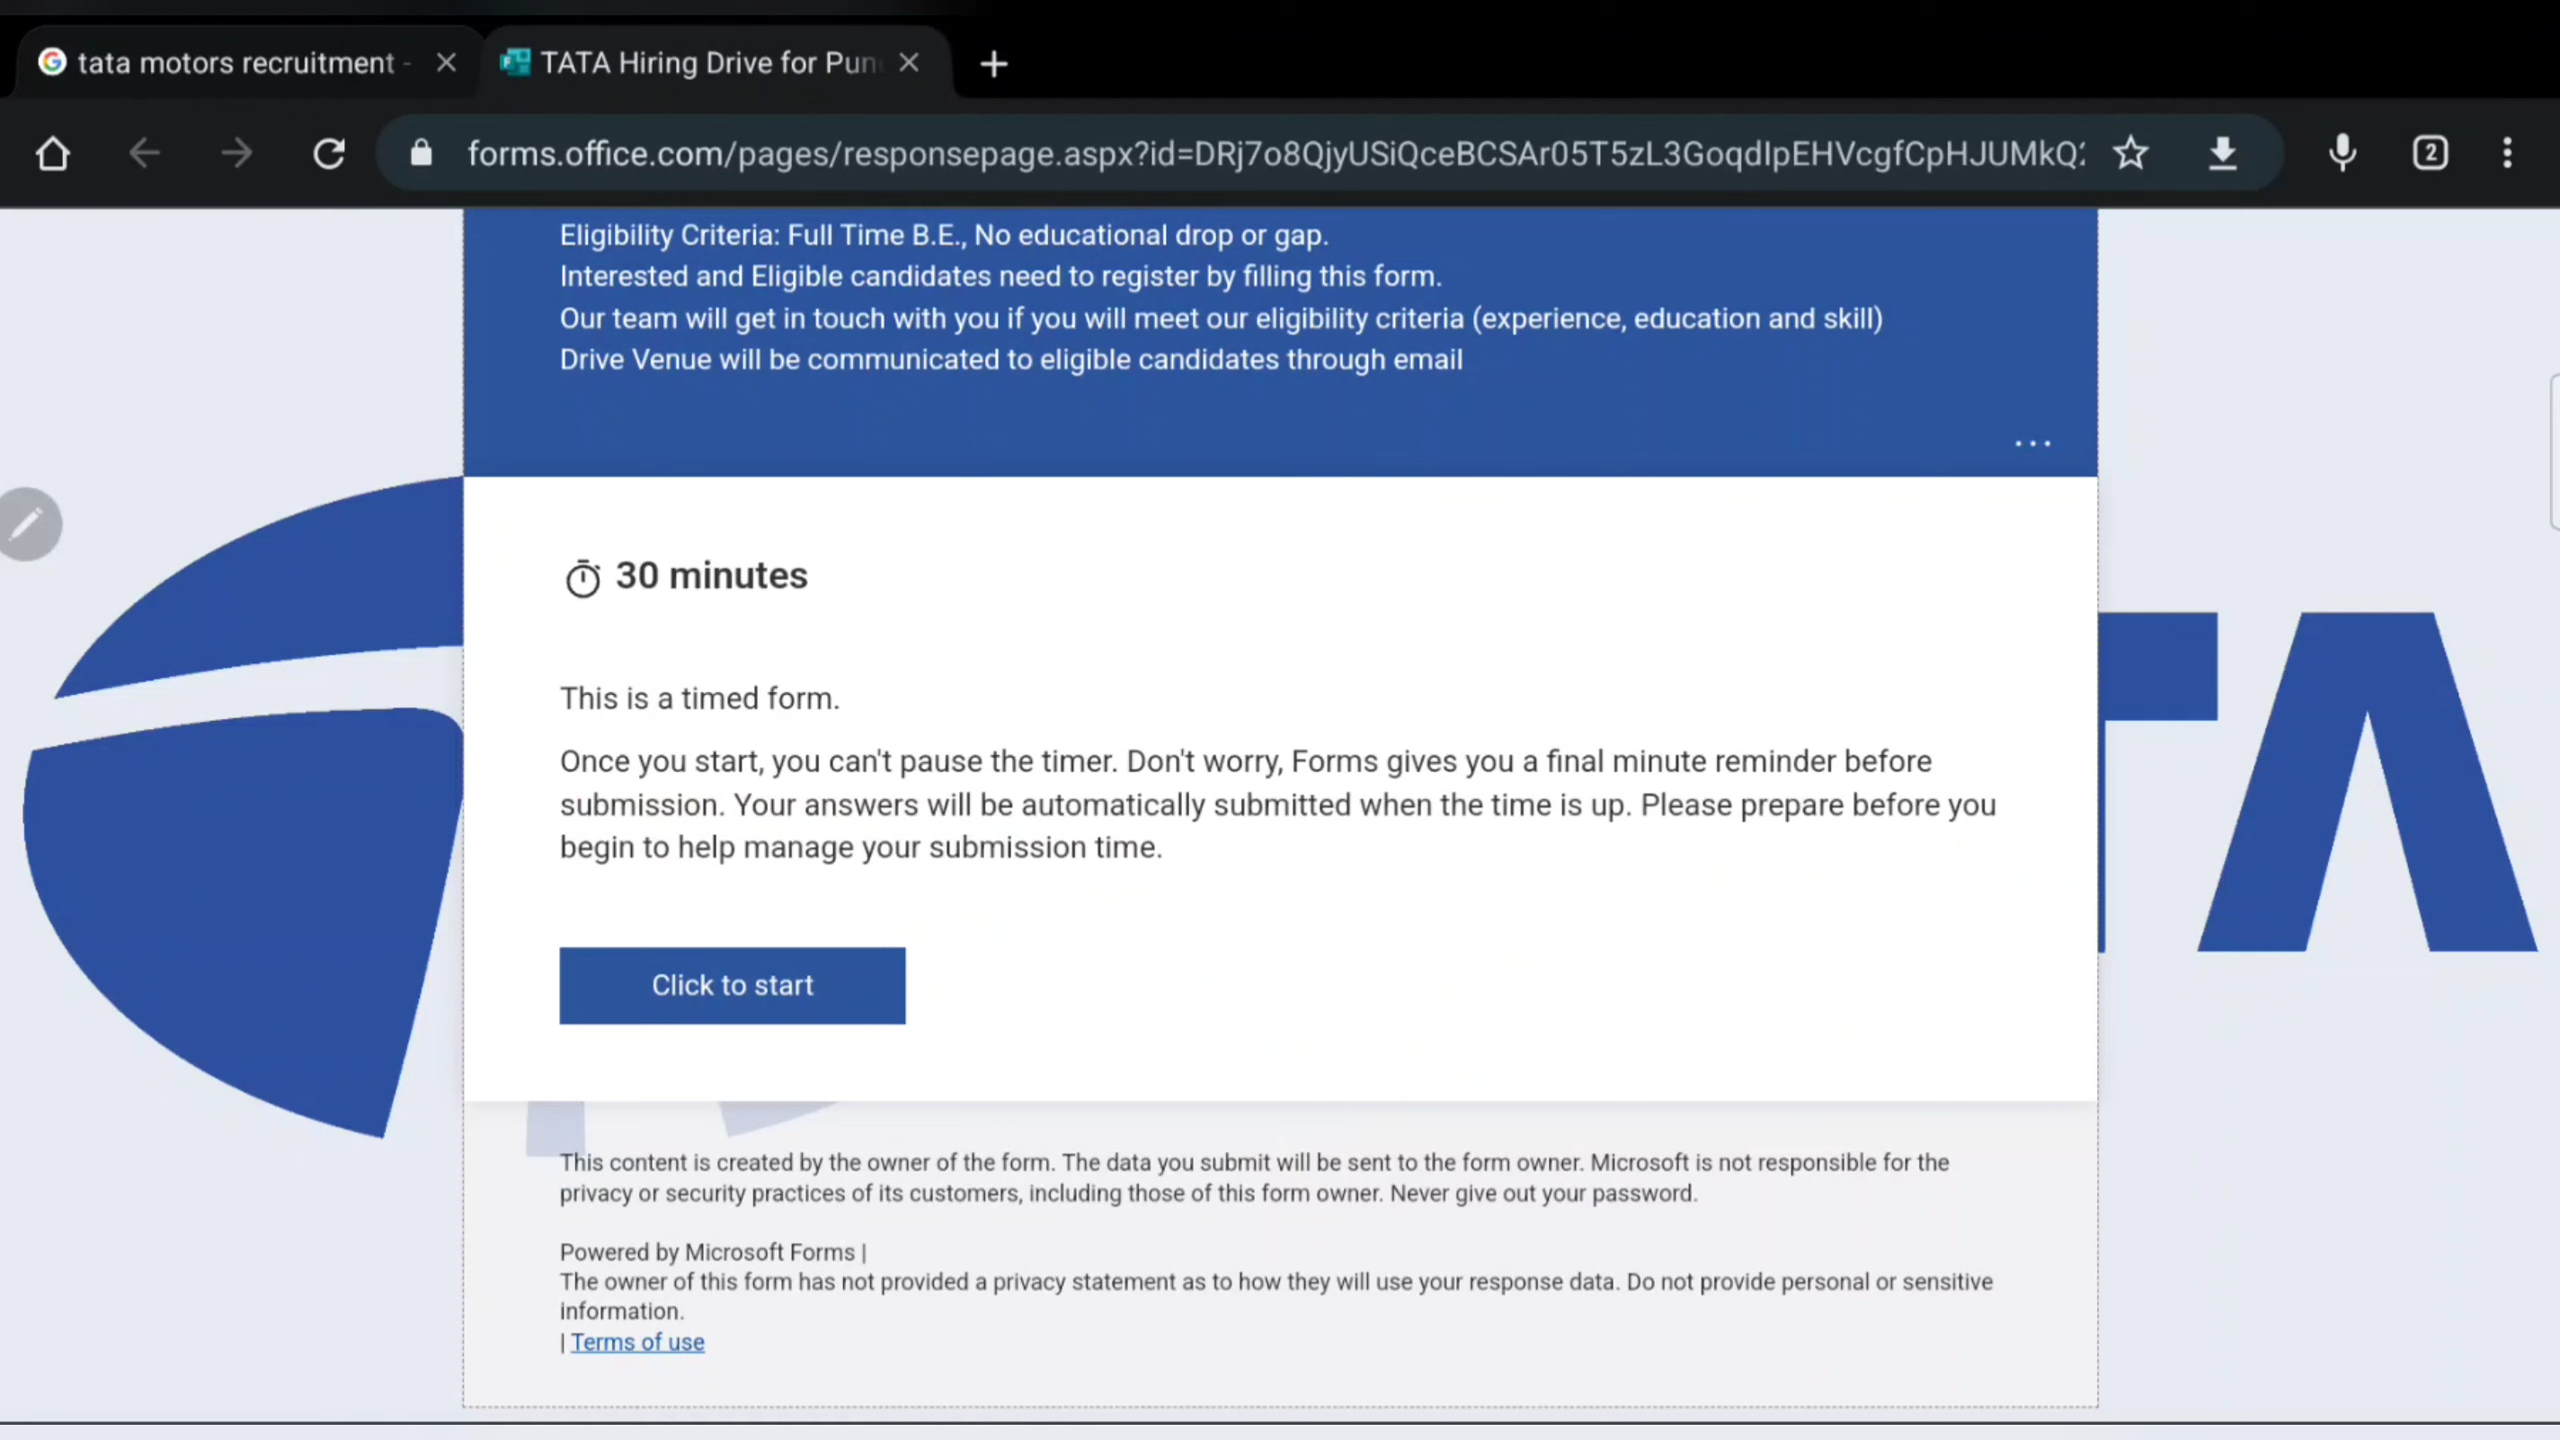 tata motors recruitment -
TATA Hiring Drive for Pun
forms.office.com/pages/responsepage.aspx?id=DRj7o8QjyUSiQceBCSAr05T5zL3GoqdIpEHVcgfCpHJUMkQ
2
Eligibility Criteria: Full Time B.E., No educational drop or gap.
Interested and Eligible candidates need to register by filling this form.
Our team will get in touch with you if you will meet our eligibility criteria (experience, education and skill)
Drive Venue will be communicated to eligible candidates through email
...
30 minutes
This is a timed form.
Once you start, you can't pause the timer. Don't worry, Forms gives you a final minute reminder before
submission. Your answers will be automatically submitted when the time is up. Please prepare before you
begin to help manage your submission time.
TA
Click to start
This content is created by the owner of the form. The data you submit will be sent to the form owner. Microsoft is not responsible for the
privacy or security practices of its customers, including those of this form owner. Never give out your password.
Powered by Microsoft Forms |
The owner of this form has not provided a privacy statement as to how they will use your response data. Do not provide personal or sensitive
information.
| Terms of use